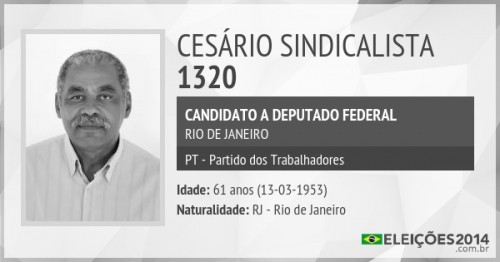 CESÁRIO SINDICALISTA
1320
CANDIDATO A DEPUTADO FEDERAL
RIO DE JANEIRO
PT - Partido dos Trabalhadores
Idade: 61 anos (13-03-1953)
Naturalidade: RJ - Rio de Janeiro
ELEIÇÕES2014
.com.br